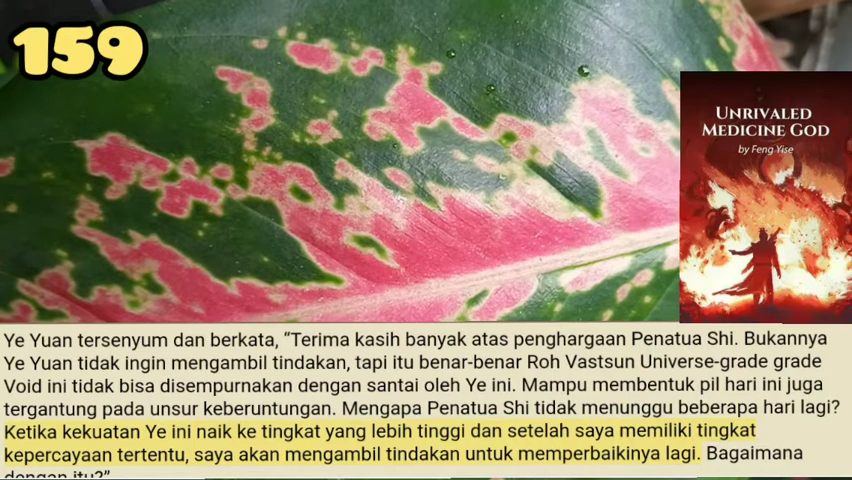 159
UNRIVALED
MEDICINE GOD
by Feng Yise
Ye Yuan tersenyum dan berkata, “Terima kasih banyak atas penghargaan Penatua Shi. Bukannya
Ye Yuan tidak ingin mengambil tindakan, tapi itu benar-benar Roh Vastsun Universe-grade grade
Void ini tidak bisa disempurnakan dengan santai oleh Ye ini. Mampu membentuk pil hari ini juga
tergantung pada unsur keberuntungan. Mengapa Penatua Shi tidak menunggu beberapa hari lagi?
Ketika kekuatan Ye ini naik ke tingkat yang lebih tinggi dan setelah saya memiliki tingkat
kepercayaan tertentu, saya akan mengambil tindakan untuk memperbaikinya lagi. Bagaimana
dengan itu?”